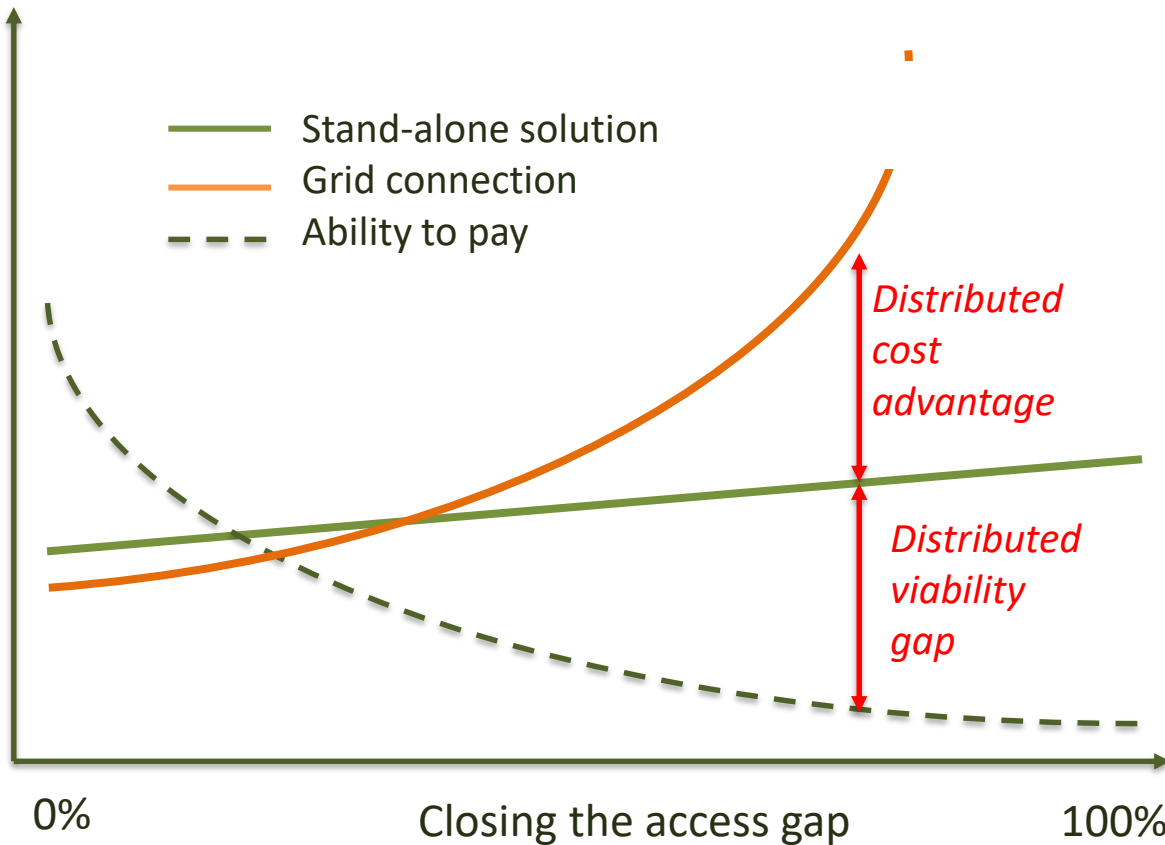 Stand-alone solution
Grid connection
Ability to pay
Distributed
cost
advantage
Distributed
viability
gap
0%
Closing the access gap
100%